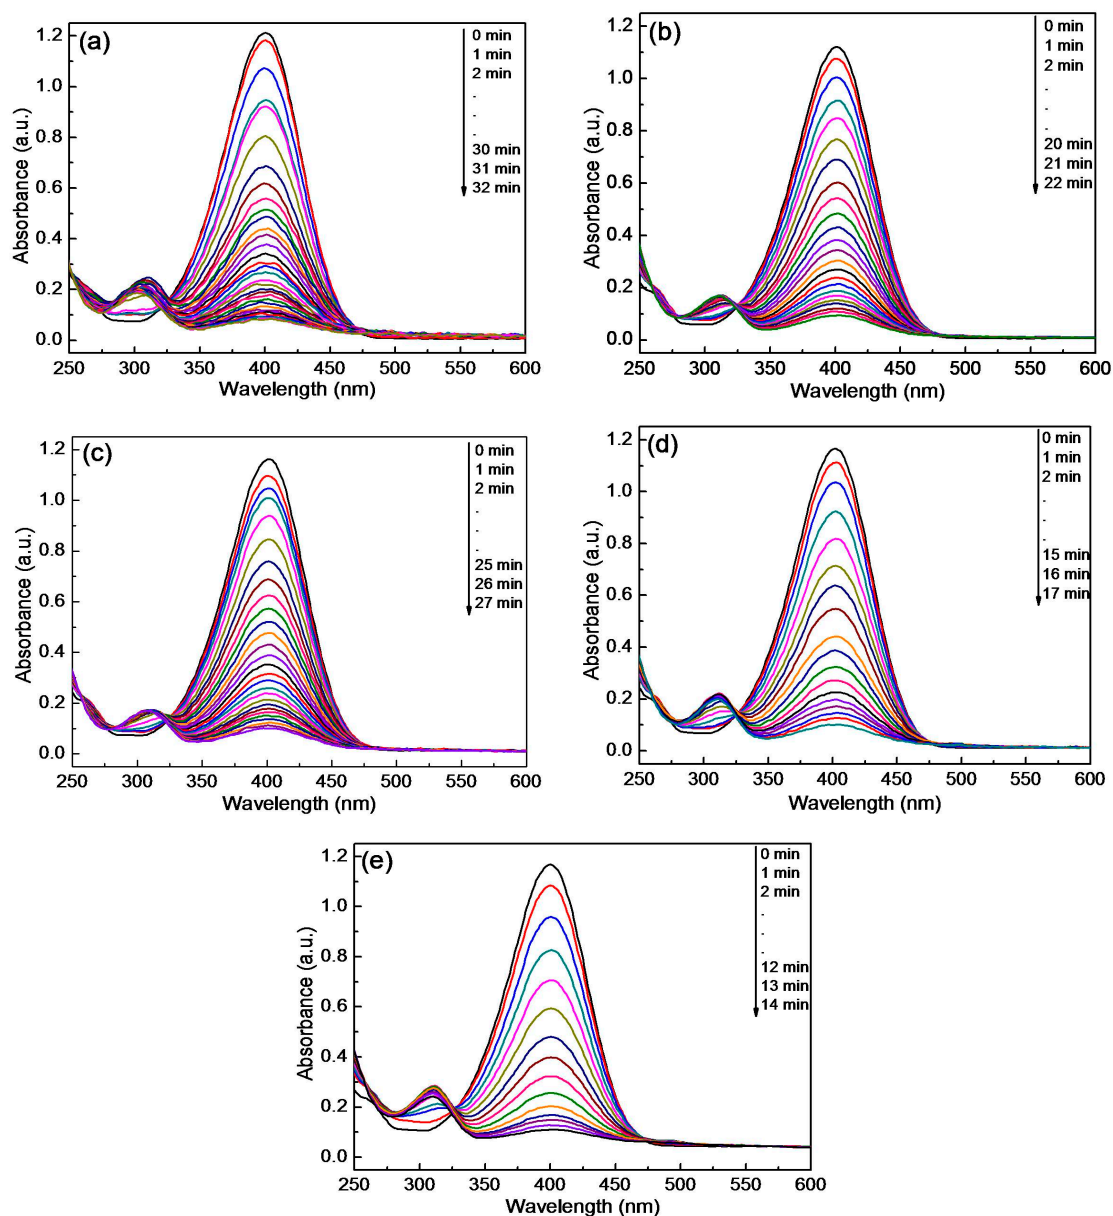 (a)
0 min
1 min
2 min
.
.
.
30 min
31 min
32 min
1.2
1.0
0.8
0.6
0.4
0.2
0.0
Absorbance (a.u.)
250 300 350 400 450 500 550 600
Wavelength (nm)
(b)
0 min
1 min
2 min
.
.
.
20 min
21 min
22 min
1.2
1.0
0.8
0.6
0.4
0.2
0.0
Absorbance (a.u.)
250 300 350 400 450 500 550 600
Wavelength (nm)
(c)
0 min
1 min
2 min
.
.
.
25 min
26 min
27 min
1.2
1.0
0.8
0.6
0.4
0.2
0.0
Absorbance (a.u.)
250 300 350 400 450 500 550 600
Wavelength (nm)
(d)
0 min
1 min
2 min
.
.
.
15 min
16 min
17 min
1.2
1.0
0.8
0.6
0.4
0.2
0.0
Absorbance (a.u.)
250 300 350 400 450 500 550 600
Wavelength (nm)
(e)
0 min
1 min
2 min
.
.
.
12 min
13 min
14 min
1.2
1.0
0.8
0.6
0.4
0.2
0.0
Absorbance (a.u.)
250 300 350 400 450 500 550 600
Wavelength (nm)